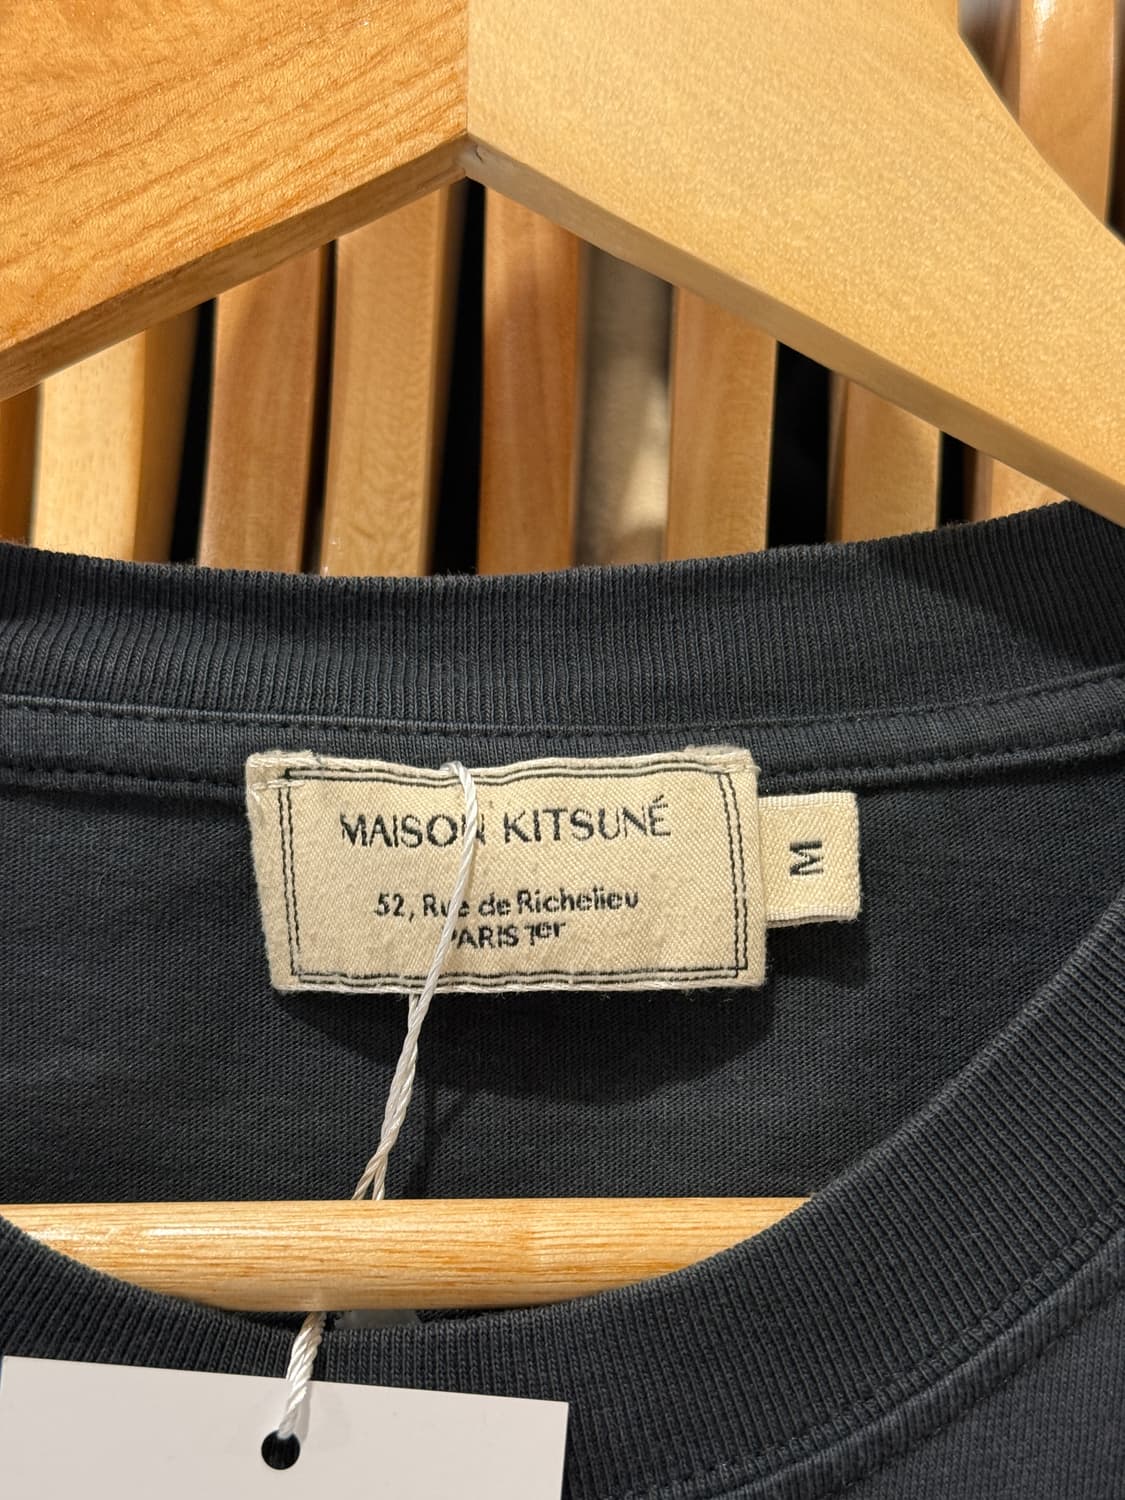 MAISON KITSUNÉ
52, Rue de Richelieu
PARIS 1er
M